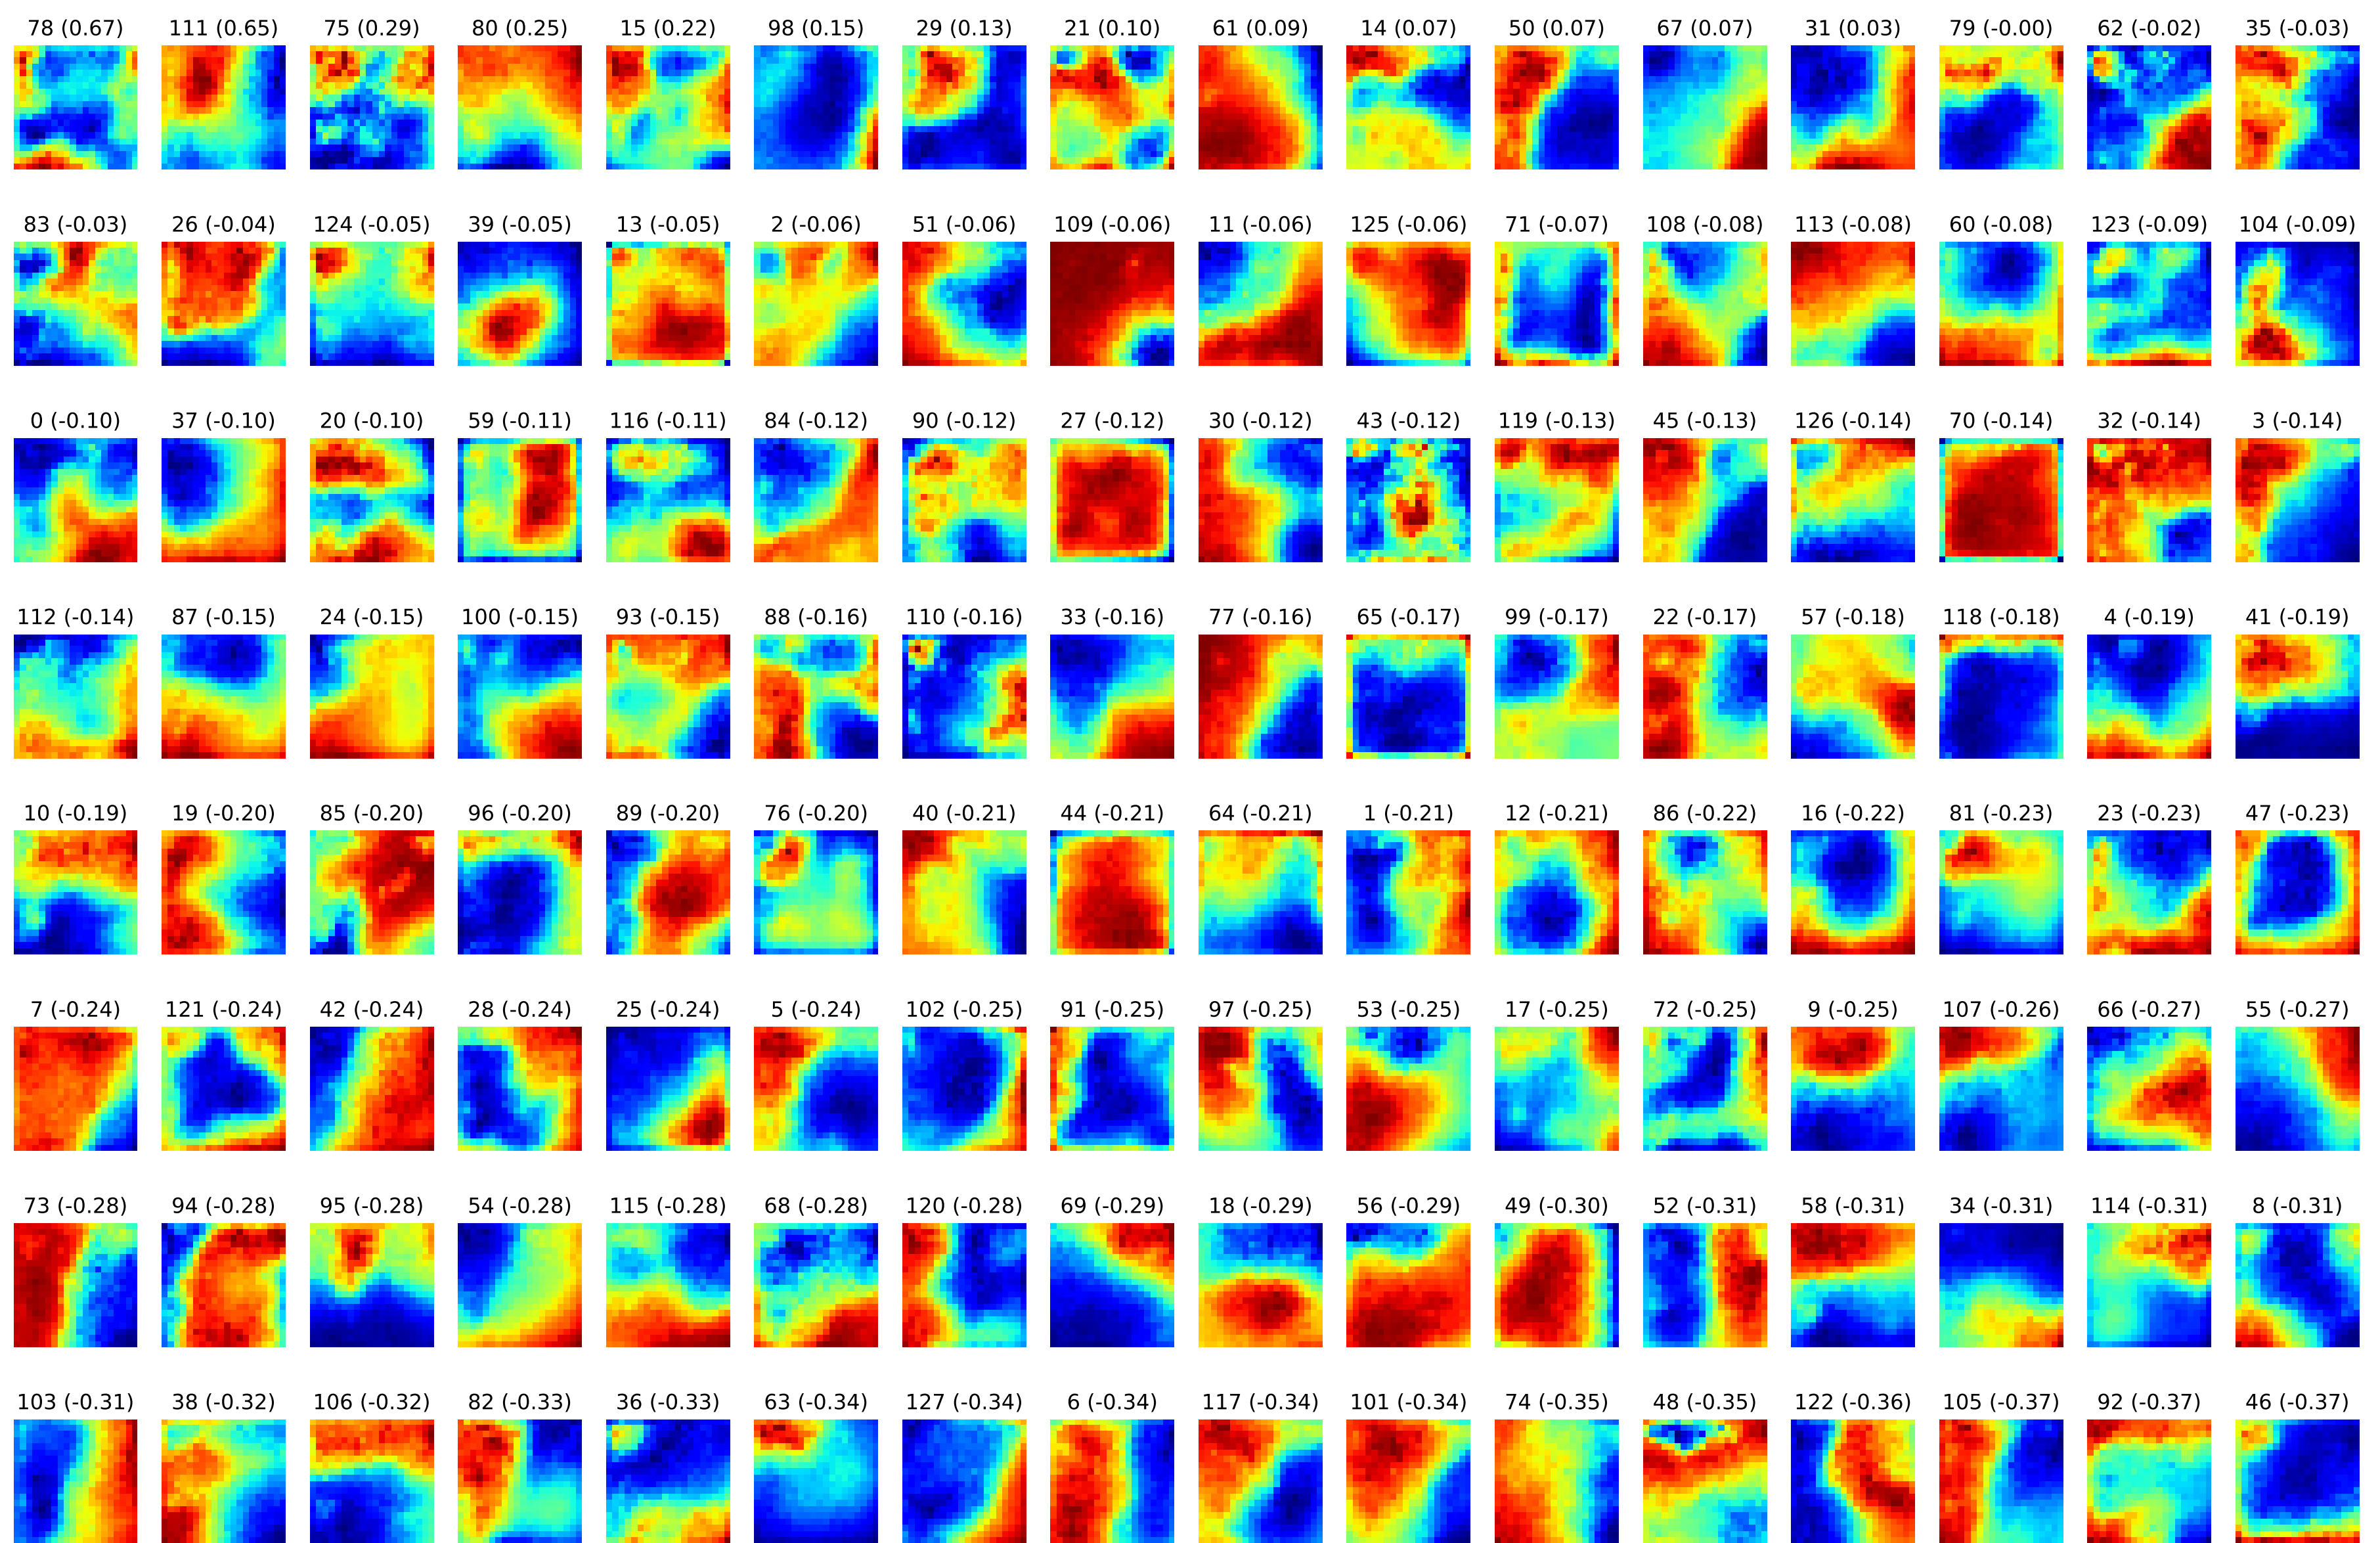 78 (0.67) 111 (0.65) 75 (0.29) 80 (0.25) 15 (0.22) 98 (0.15) 29 (0.13) 21 (0.10) 61 (0.09) 14 (0.07) 50 (0.07) 67 (0.07) 31 (0.03) 79 (-0.00) 62 (-0.02) 35 (-0.03)
83 (-0.03) 26 (-0.04) 124 (-0.05) 39 (-0.05) 13 (-0.05) 2 (-0.06) 51 (-0.06) 109 (-0.06) 11 (-0.06) 125 (-0.06) 71 (-0.07) 108 (-0.08) 113 (-0.08) 60 (-0.08) 123 (-0.09) 104 (-0.09)
0 (-0.10) 37 (-0.10) 20 (-0.10) 59 (-0.11) 116 (-0.11) 84 (-0.12) 90 (-0.12) 27 (-0.12) 30 (-0.12) 43 (-0.12) 119 (-0.13) 45 (-0.13) 126 (-0.14) 70 (-0.14) 32 (-0.14) 3 (-0.14)
112 (-0.14) 87 (-0.15) 24 (-0.15) 100 (-0.15) 93 (-0.15) 88 (-0.16) 110 (-0.16) 33 (-0.16) 77 (-0.16) 65 (-0.17) 99 (-0.17) 22 (-0.17) 57 (-0.18) 118 (-0.18) 4 (-0.19) 41 (-0.19)
10 (-0.19) 19 (-0.20) 85 (-0.20) 96 (-0.20) 89 (-0.20) 76 (-0.20) 40 (-0.21) 44 (-0.21) 64 (-0.21) 1 (-0.21) 12 (-0.21) 86 (-0.22) 16 (-0.22) 81 (-0.23) 23 (-0.23) 47 (-0.23)
7 (-0.24) 121 (-0.24) 42 (-0.24) 28 (-0.24) 25 (-0.24) 5 (-0.24) 102 (-0.25) 91 (-0.25) 97 (-0.25) 53 (-0.25) 17 (-0.25) 72 (-0.25) 9 (-0.25) 107 (-0.26) 66 (-0.27) 55 (-0.27)
73 (-0.28) 94 (-0.28) 95 (-0.28) 54 (-0.28) 115 (-0.28) 68 (-0.28) 120 (-0.28) 69 (-0.29) 18 (-0.29) 56 (-0.29) 49 (-0.30) 52 (-0.31) 58 (-0.31) 34 (-0.31) 114 (-0.31) 8 (-0.31)
103 (-0.31) 38 (-0.32) 106 (-0.32) 82 (-0.33) 36 (-0.33) 63 (-0.34) 127 (-0.34) 6 (-0.34) 117 (-0.34) 101 (-0.34) 74 (-0.35) 48 (-0.35) 122 (-0.36) 105 (-0.37) 92 (-0.37) 46 (-0.37)